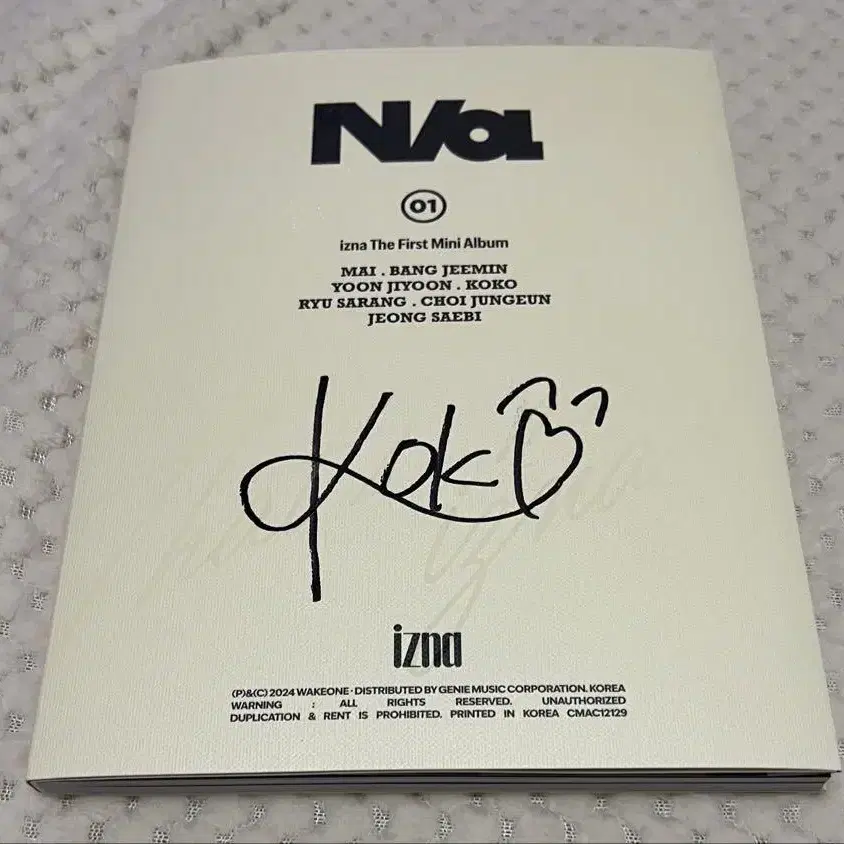 N/a
01
izna The First Mini Album
MAI . BANG JEEMIN
YOON JIYOON . KOKO
RYU SARANG . CHOI JUNGEUN
JEONG SAEBI
Koko
izna
izna
(P)&(C) 2024 WAKEONE · DISTRIBUTED BY GENIE MUSIC CORPORATION. KOREA
WARNING : ALL RIGHTS RESERVED. UNAUTHORIZED
DUPLICATION & RENT IS PROHIBITED. PRINTED IN KOREA CMAC12129